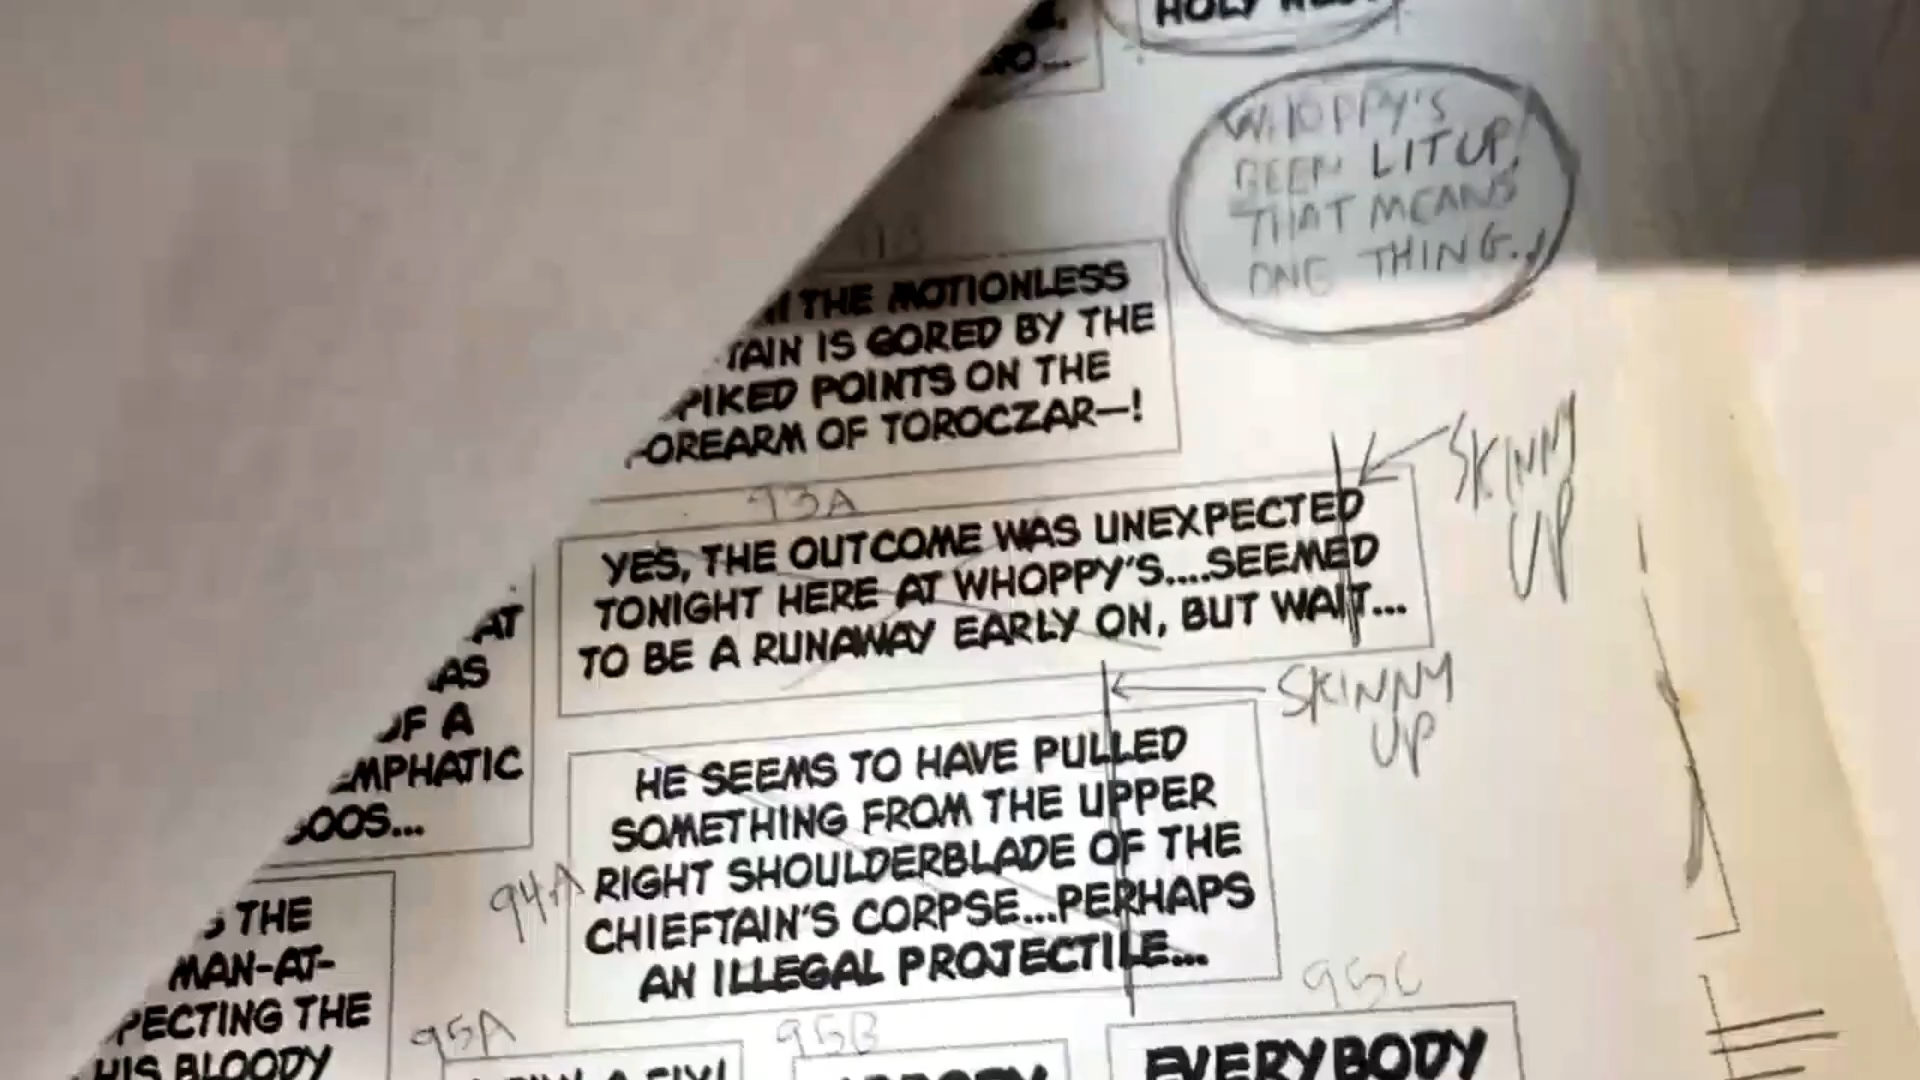 HOLY
WHOPPY'S
BEEN LIT UP!
THAT MEANS
ONE THING..!
THE MOTIONLESS
TAIN IS GORED BY THE
PIKED POINTS ON THE
OREARM OF TOROCZAR—!
93A
SKINNY
UP
YES, THE OUTCOME WAS UNEXPECTED
TONIGHT HERE AT WHOPPY'S....SEEMED
TO BE A RUNAWAY EARLY ON, BUT WAIT...
AT
AS
OF A
EMPHATIC
BOOS...
SKINNY
UP
94A
HE SEEMS TO HAVE PULLED
SOMETHING FROM THE UPPER
RIGHT SHOULDERBLADE OF THE
CHIEFTAIN'S CORPSE...PERHAPS
AN ILLEGAL PROJECTILE...
THE
MAN-AT-
PECTING THE
HIS BLOODY
95A
95B
95C
EVERYBODY